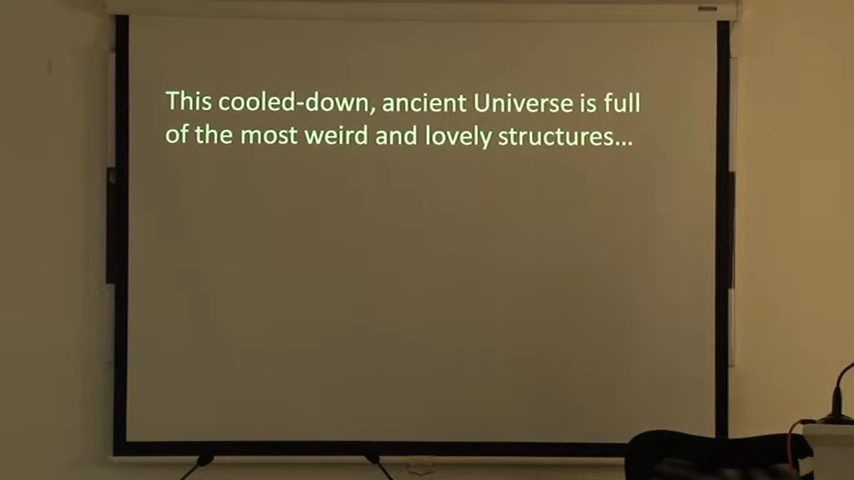 This cooled-down, ancient Universe is full
of the most weird and lovely structures…